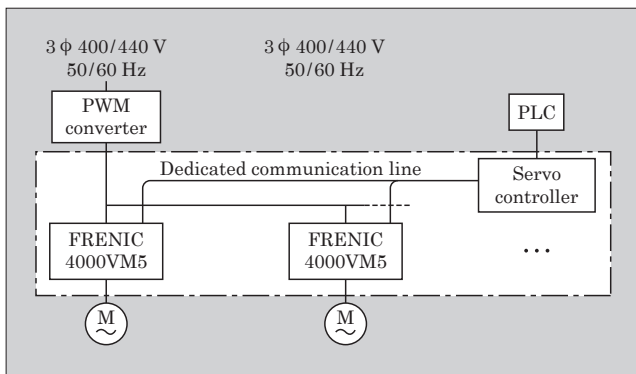 3 ϕ 400/440 V
50/60 Hz
3 ϕ 400/440 V
50/60 Hz
PWM
converter
PLC
Dedicated communication line
Servo
controller
FRENIC
4000VM5
FRENIC
4000VM5
...
M
M